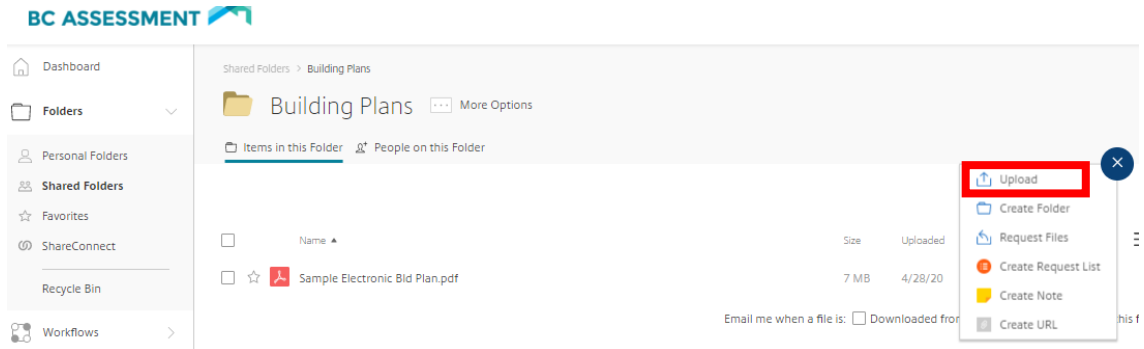 BC ASSESSMENT
Dashboard
Folders
Personal Folders
Shared Folders
Favorites
ShareConnect
Recycle Bin
Workflows
Shared Folders > Building Plans
Building Plans ··· More Options
Items in this Folder People on this Folder
Name ▲ Size Uploaded
Sample Electronic Bld Plan.pdf 7 MB 4/28/20
Email me when a file is: Downloaded from his f
Upload
Create Folder
Request Files
Create Request List
Create Note
Create URL